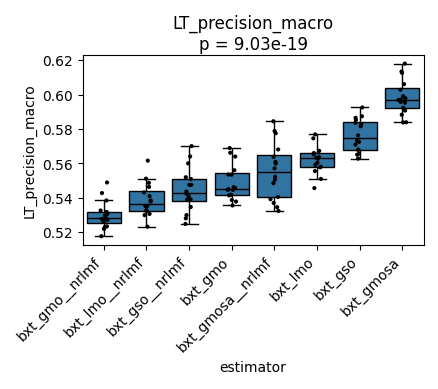 LT_precision_macro
p = 9.03e-19
LT_precision_macro
0.62
0.60
0.58
0.56
0.54
0.52
bxt_gmo__nrlmf
bxt_lmo__nrlmf
bxt_gso__nrlmf
bxt_gmo
bxt_gmosa__nrlmf
bxt_lmo
bxt_gso
bxt_gmosa
estimator